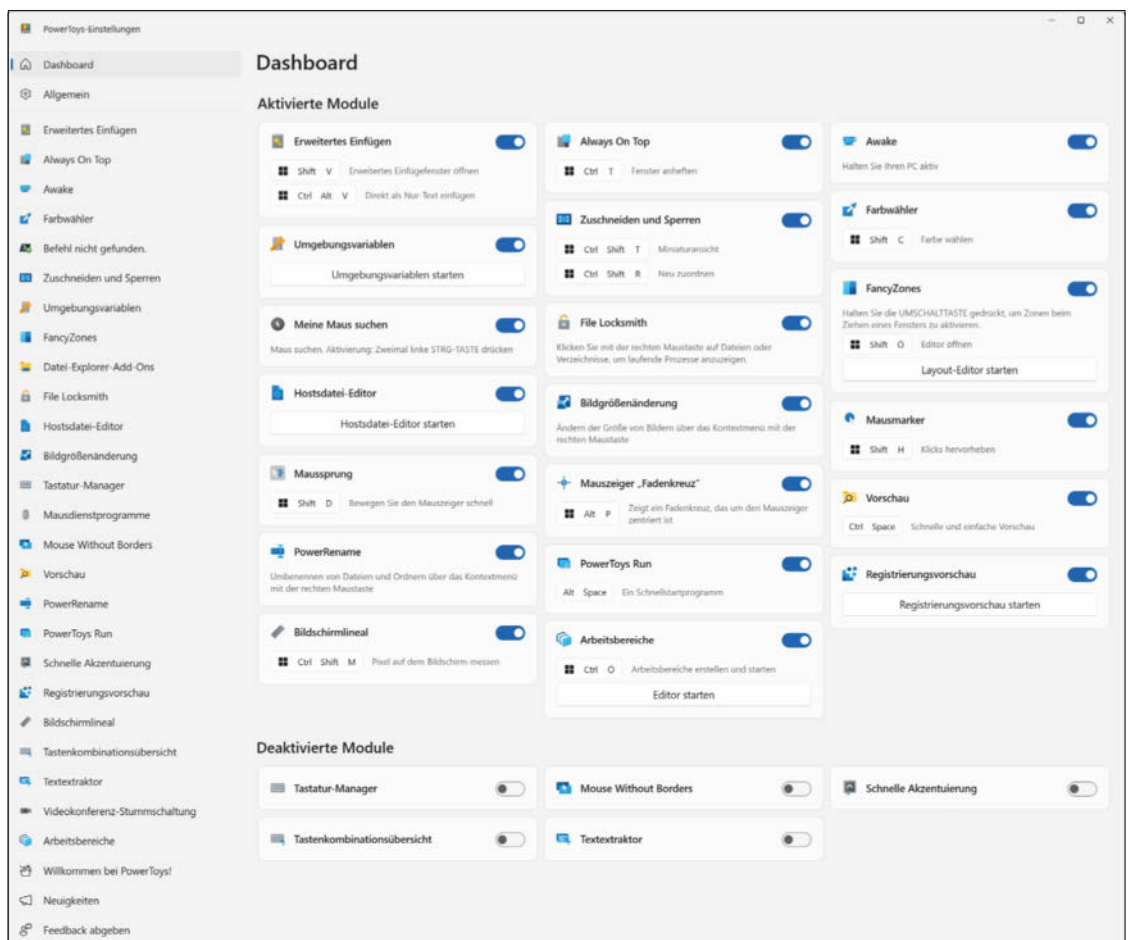 PowerToys-Einstellungen
Dashboard
Allgemein
Erweitertes Einfügen
Always On Top
Awake
Farbwähler
Befehl nicht gefunden.
Zuschneiden und Sperren
Umgebungsvariablen
FancyZones
Datei-Explorer-Add-Ons
File Locksmith
Hostsdatei-Editor
Bildgrößenänderung
Tastatur-Manager
Mausdienstprogramme
Mouse Without Borders
Vorschau
PowerRename
PowerToys Run
Schnelle Akzentuierung
Registrierungsvorschau
Bildschirmlineal
Tastenkombinationsübersicht
Textextraktor
Videokonferenz-Stummschaltung
Arbeitsbereiche
Willkommen bei PowerToys!
Neuigkeiten
Feedback abgeben
Dashboard
Aktivierte Module
Erweitertes Einfügen
Shift V Erweitertes Einfügefenster öffnen
Ctrl Alt V Direkt als Nur-Text einfügen
Umgebungsvariablen
Umgebungsvariablen starten
Meine Maus suchen
Maus suchen. Aktivierung: Zweimal linke STRG-TASTE drücken
Hostsdatei-Editor
Hostsdatei-Editor starten
Maussprung
Shift D Bewegen Sie den Mauszeiger schnell
PowerRename
Umbenennen von Dateien und Ordnern über das Kontextmenü
mit der rechten Maustaste
Bildschirmlineal
Ctrl Shift M Pixel auf dem Bildschirm messen
Always On Top
Ctrl T Fenster anheften
Zuschneiden und Sperren
Ctrl Shift T Miniaturansicht
Ctrl Shift R Neu zuordnen
File Locksmith
Klicken Sie mit der rechten Maustaste auf Dateien oder
Verzeichnisse, um laufende Prozesse anzuzeigen.
Bildgrößenänderung
Ändern der Größe von Bildern über das Kontextmenü mit der
rechten Maustaste
Mauszeiger „Fadenkreuz"
Alt P Zeigt ein Fadenkreuz, das um den Mauszeiger
zentriert ist
PowerToys Run
Alt Space Ein Schnellstartprogramm
Arbeitsbereiche
Ctrl O Arbeitsbereiche erstellen und starten
Editor starten
Awake
Halten Sie Ihren PC aktiv
Farbwähler
Shift C Farbe wählen
FancyZones
Halten Sie die UMSCHALTTASTE gedrückt, um Zonen beim
Ziehen eines Fensters zu aktivieren.
Shift Ö Editor öffnen
Layout-Editor starten
Mausmarker
Shift H Klicks hervorheben
Vorschau
Ctrl Space Schnelle und einfache Vorschau
Registrierungsvorschau
Registrierungsvorschau starten
Deaktivierte Module
Tastatur-Manager
Mouse Without Borders
Schnelle Akzentuierung
Tastenkombinationsübersicht
Textextraktor